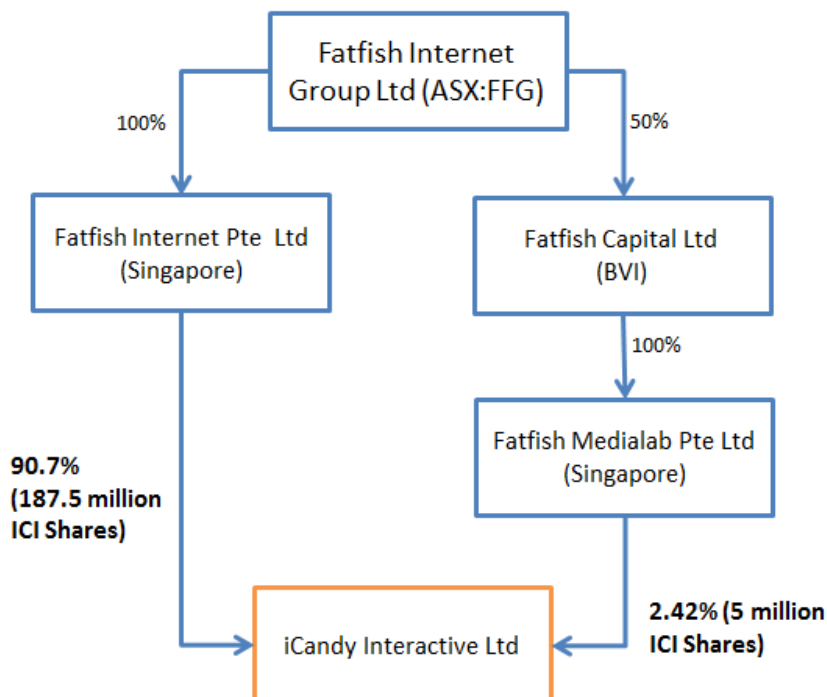 Fatfish Internet
Group Ltd (ASX:FFG)
100%
50%
Fatfish Internet Pte Ltd
(Singapore)
Fatfish Capital Ltd
(BVI)
100%
Fatfish Medialab Pte Ltd
(Singapore)
90.7%
(187.5 million
ICI Shares)
2.42% (5 million
ICI Shares)
iCandy Interactive Ltd